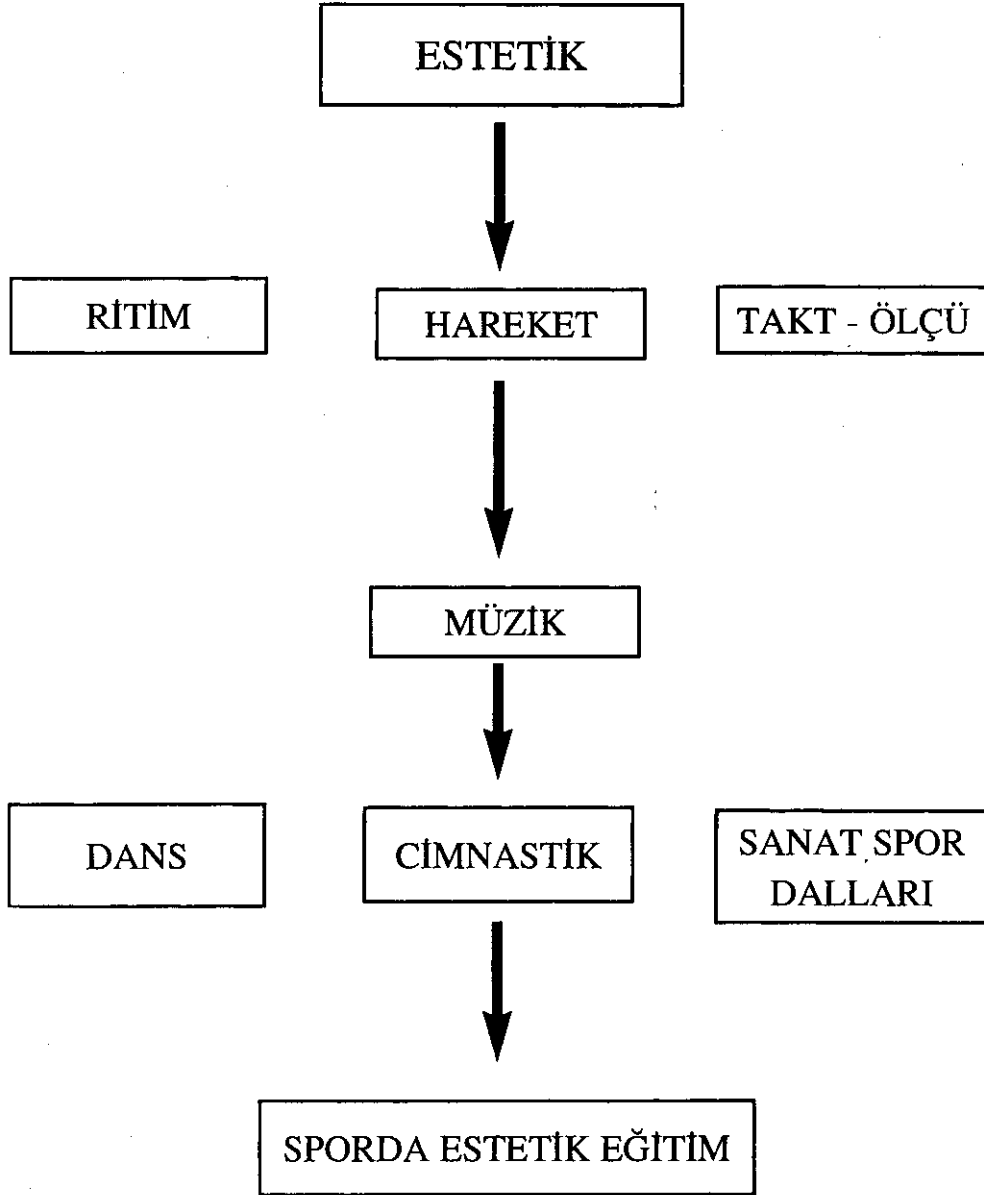 ESTETİK
RİTİM
HAREKET
TAKT - ÖLÇÜ
MÜZİK
DANS
CİMNASTİK
SANAT SPOR
DALLARI
SPORDA ESTETİK EĞİTİM